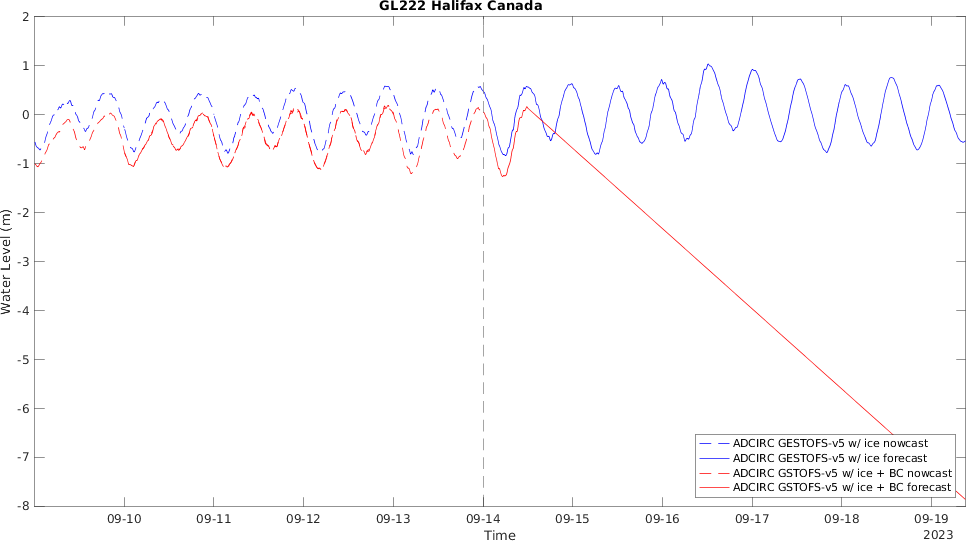 GL222 Halifax Canada
2
1
0
-1
-2
-3
-4
-5
-6
-7
-8
Water Level (m)
ADCIRC GESTOFS-v5 w/ ice nowcast
ADCIRC GESTOFS-v5 w/ ice forecast
ADCIRC GSTOFS-v5 w/ ice + BC nowcast
ADCIRC GSTOFS-v5 w/ ice + BC forecast
09-10 09-11 09-12 09-13 09-14 09-15 09-16 09-17 09-18 09-19
Time
2023